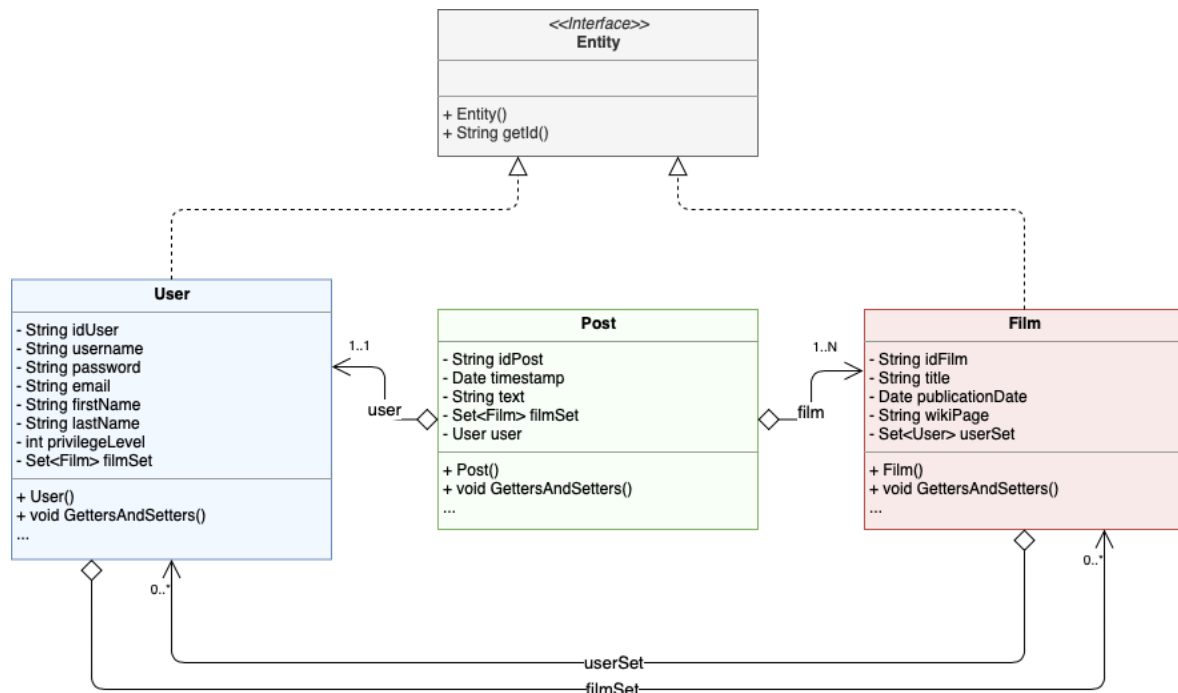 <<Interface>>
Entity
+ Entity()
+ String getId()
User
- String idUser
- String username
- String password
- String email
- String firstName
- String lastName
- int privilegeLevel
- Set<Film> filmSet
+ User()
+ void GettersAndSetters()
...
1..1
user
Post
- String idPost
- Date timestamp
- String text
- Set<Film> filmSet
- User user
+ Post()
+ void GettersAndSetters()
...
1..N
film
Film
- String idFilm
- String title
- Date publicationDate
- String wikiPage
- Set<User> userSet
+ Film()
+ void GettersAndSetters()
...
0..*
0..*
userSet
filmSet